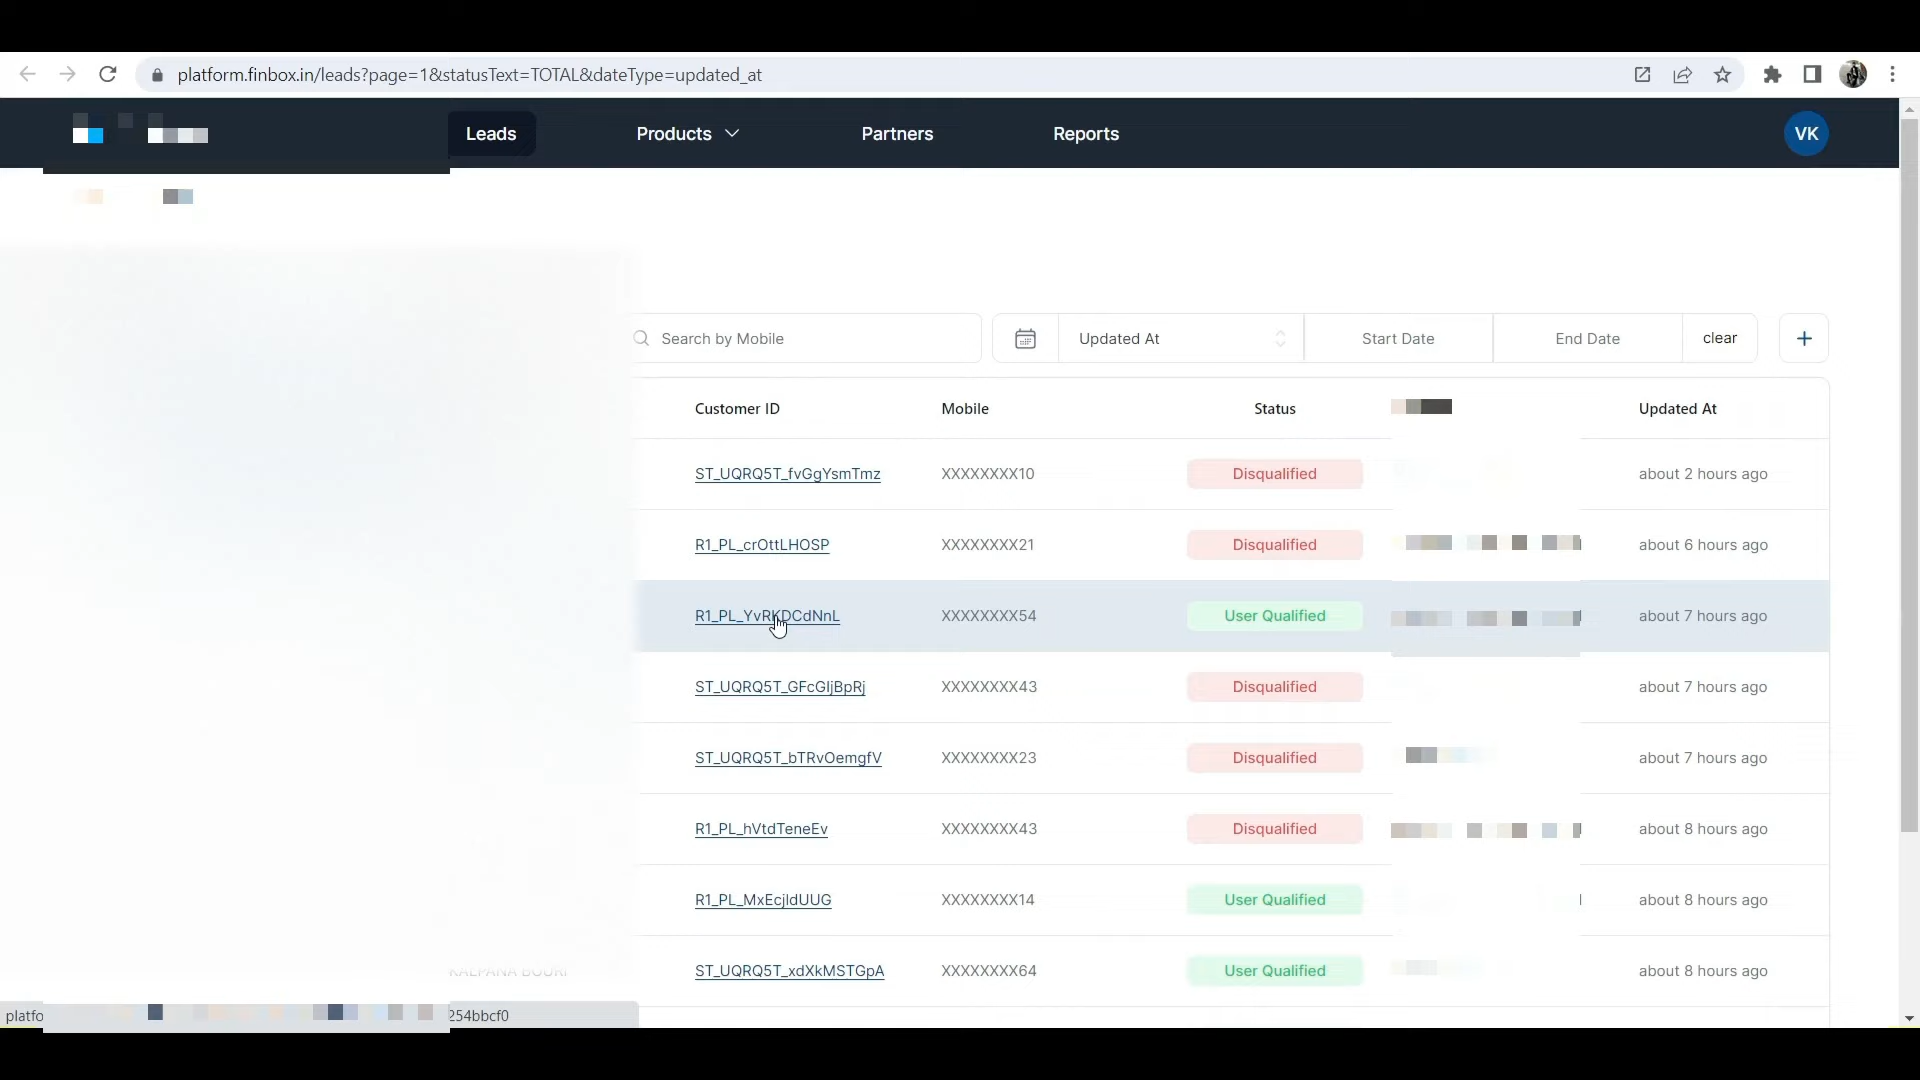 platform.finbox.in/leads?page=1&statusText=TOTAL&dateType=updated_at
Leads Products Partners Reports VK
Search by Mobile Updated At Start Date End Date clear +
Customer ID Mobile Status Updated At
ST_UQRQ5T_fvGgYsmTmz XXXXXXXX10 Disqualified about 2 hours ago
R1_PL_crOttLHOSP XXXXXXXX21 Disqualified about 6 hours ago
R1_PL_YvRKDCdNnL XXXXXXXX54 User Qualified about 7 hours ago
ST_UQRQ5T_GFcGIjBpRj XXXXXXXX43 Disqualified about 7 hours ago
ST_UQRQ5T_bTRvOemgfV XXXXXXXX23 Disqualified about 7 hours ago
R1_PL_hVtdTeneEv XXXXXXXX43 Disqualified about 8 hours ago
R1_PL_MxEcjIdUUG XXXXXXXX14 User Qualified about 8 hours ago
ST_UQRQ5T_xdXkMSTGpA XXXXXXXX64 User Qualified about 8 hours ago
platfo 254bbcf0